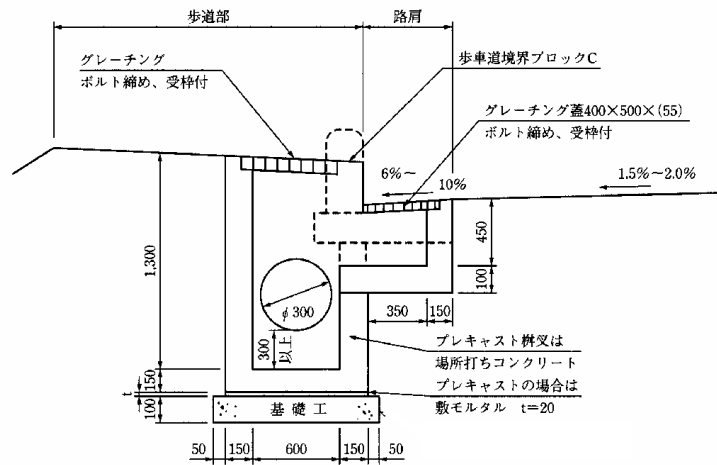 歩道部
路肩
グレーチング
ボルト締め、受枠付
歩車道境界ブロックC
グレーチング蓋400×500×(55)
ボルト締め、受枠付
6%~
10%
1.5%~2.0%
1,300
450
100
φ300
300
以上
350
150
プレキャスト桝又は
場所打ちコンクリート
プレキャストの場合は
敷モルタル t=20
150
t
100
基礎工
50
150
600
150
50